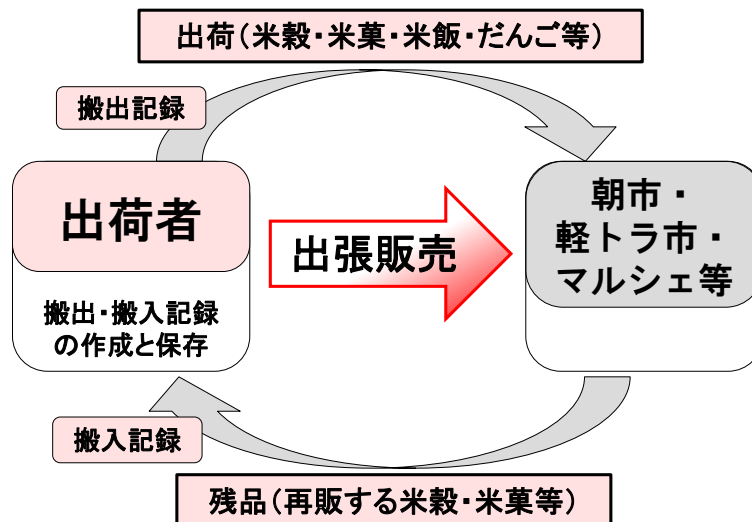 出荷（米穀・米菓・米飯・だんご等）
搬出記録
出荷者
搬出・搬入記録
の作成と保存
出張販売
朝市・
軽トラ市・
マルシェ等
搬入記録
残品（再販する米穀・米菓等）